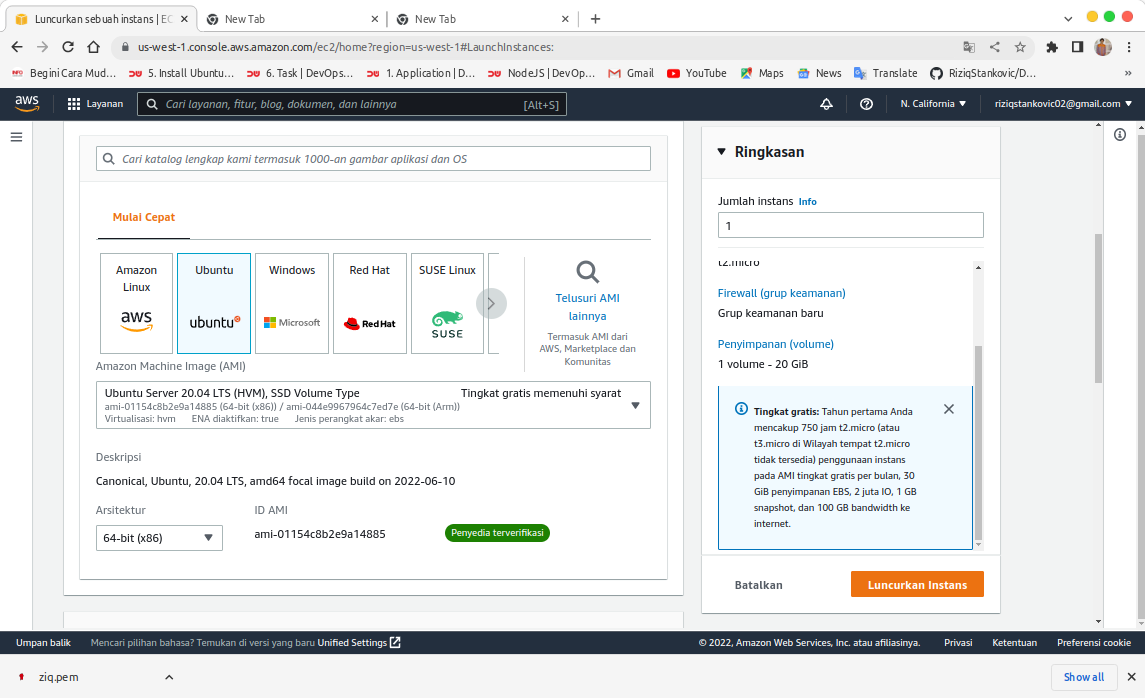 Luncurkan sebuah instans | EC
New Tab
New Tab
us-west-1.console.aws.amazon.com/ec2/home?region=us-west-1#LaunchInstances:
Begini Cara Mud...
5. Install Ubuntu...
6. Task | DevOps...
1. Application | D...
NodeJS | DevOp...
Gmail
YouTube
Maps
News
Translate
RiziqStankovic/D...
»
aws
Layanan
Cari layanan, fitur, blog, dokumen, dan lainnya
[Alt+S]
N. California
riziqstankovic02@gmail.com
Cari katalog lengkap kami termasuk 1000-an gambar aplikasi dan OS
Mulai Cepat
Amazon
Linux
aws
Ubuntu
ubuntu
Windows
Microsoft
Red Hat
Red Hat
SUSE Linux
SUSE
Telusuri AMI
lainnya
Termasuk AMI dari
AWS, Marketplace dan
Komunitas
Amazon Machine Image (AMI)
Ubuntu Server 20.04 LTS (HVM), SSD Volume Type
Tingkat gratis memenuhi syarat
ami-01154c8b2e9a14885 (64-bit (x86)) / ami-044e9967964c7ed7e (64-bit (Arm))
Virtualisasi: hvm
ENA diaktifkan: true
Jenis perangkat akar: ebs
Deskripsi
Canonical, Ubuntu, 20.04 LTS, amd64 focal image build on 2022-06-10
Arsitektur
ID AMI
64-bit (x86)
ami-01154c8b2e9a14885
Penyedia terverifikasi
Ringkasan
Jumlah instans Info
1
t2.micro
Firewall (grup keamanan)
Grup keamanan baru
Penyimpanan (volume)
1 volume - 20 GiB
Tingkat gratis: Tahun pertama Anda
mencakup 750 jam t2.micro (atau
t3.micro di Wilayah tempat t2.micro
tidak tersedia) penggunaan instans
pada AMI tingkat gratis per bulan, 30
GiB penyimpanan EBS, 2 juta IO, 1 GB
snapshot, dan 100 GB bandwidth ke
internet.
Batalkan
Luncurkan Instans
Umpan balik
Mencari pilihan bahasa? Temukan di versi yang baru Unified Settings
© 2022, Amazon Web Services, Inc. atau afiliasinya.
Privasi
Ketentuan
Preferensi cookie
ziq.pem
Show all